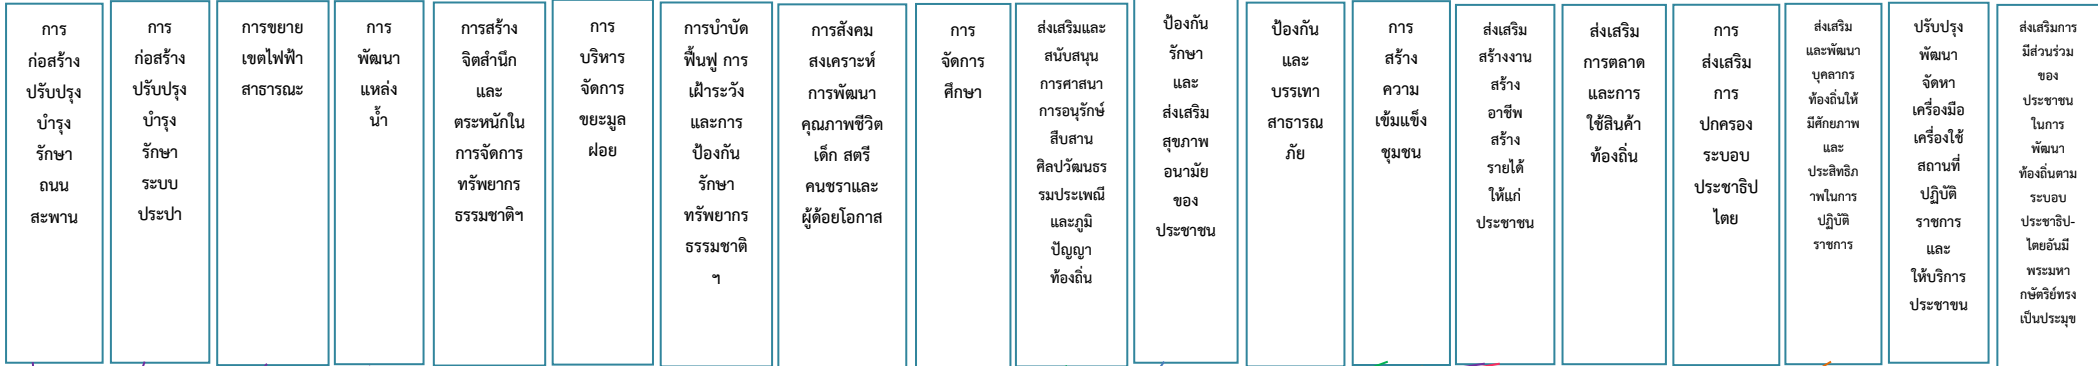 การ
ก่อสร้าง
ปรับปรุง
บำรุง
รักษา
ถนน
สะพาน
การ
ก่อสร้าง
ปรับปรุง
บำรุง
รักษา
ระบบ
ประปา
การขยาย
เขตไฟฟ้า
สาธารณะ
การ
พัฒนา
แหล่ง
น้ำ
การสร้าง
จิตสำนึก
และ
ตระหนักใน
การจัดการ
ทรัพยากร
ธรรมชาติฯ
การ
บริหาร
จัดการ
ขยะมูล
ฝอย
การบำบัด
ฟื้นฟู การ
เฝ้าระวัง
และการ
ป้องกัน
รักษา
ทรัพยากร
ธรรมชาติ
ฯ
การสังคม
สงเคราะห์
การพัฒนา
คุณภาพชีวิต
เด็ก สตรี
คนชราและ
ผู้ด้อยโอกาส
การ
จัดการ
ศึกษา
ส่งเสริมและ
สนับสนุน
การศาสนา
การอนุรักษ์
สืบสาน
ศิลปวัฒนธร
รมประเพณี
และภูมิ
ปัญญา
ท้องถิ่น
ป้องกัน
รักษา
และ
ส่งเสริม
สุขภาพ
อนามัย
ของ
ประชาชน
ป้องกัน
และ
บรรเทา
สาธารณ
ภัย
การ
สร้าง
ความ
เข้มแข็ง
ชุมชน
ส่งเสริม
สร้างงาน
สร้าง
อาชีพ
สร้าง
รายได้
ให้แก่
ประชาชน
ส่งเสริม
การตลาด
และการ
ใช้สินค้า
ท้องถิ่น
การ
ส่งเสริม
การ
ปกครอง
ระบอบ
ประชาธิป
ไตย
ส่งเสริม
และพัฒนา
บุคลากร
ท้องถิ่นให้
มีศักยภาพ
และ
ประสิทธิภ
าพในการ
ปฏิบัติ
ราชการ
ปรับปรุง
พัฒนา
จัดหา
เครื่องมือ
เครื่องใช้
สถานที่
ปฏิบัติ
ราชการ
และ
ให้บริการ
ประชาชน
ส่งเสริมการ
มีส่วนร่วม
ของ
ประชาชน
ในการ
พัฒนา
ท้องถิ่นตาม
ระบอบ
ประชาธิป-
ไตยอันมี
พระมหา
กษัตริย์ทรง
เป็นประมุข